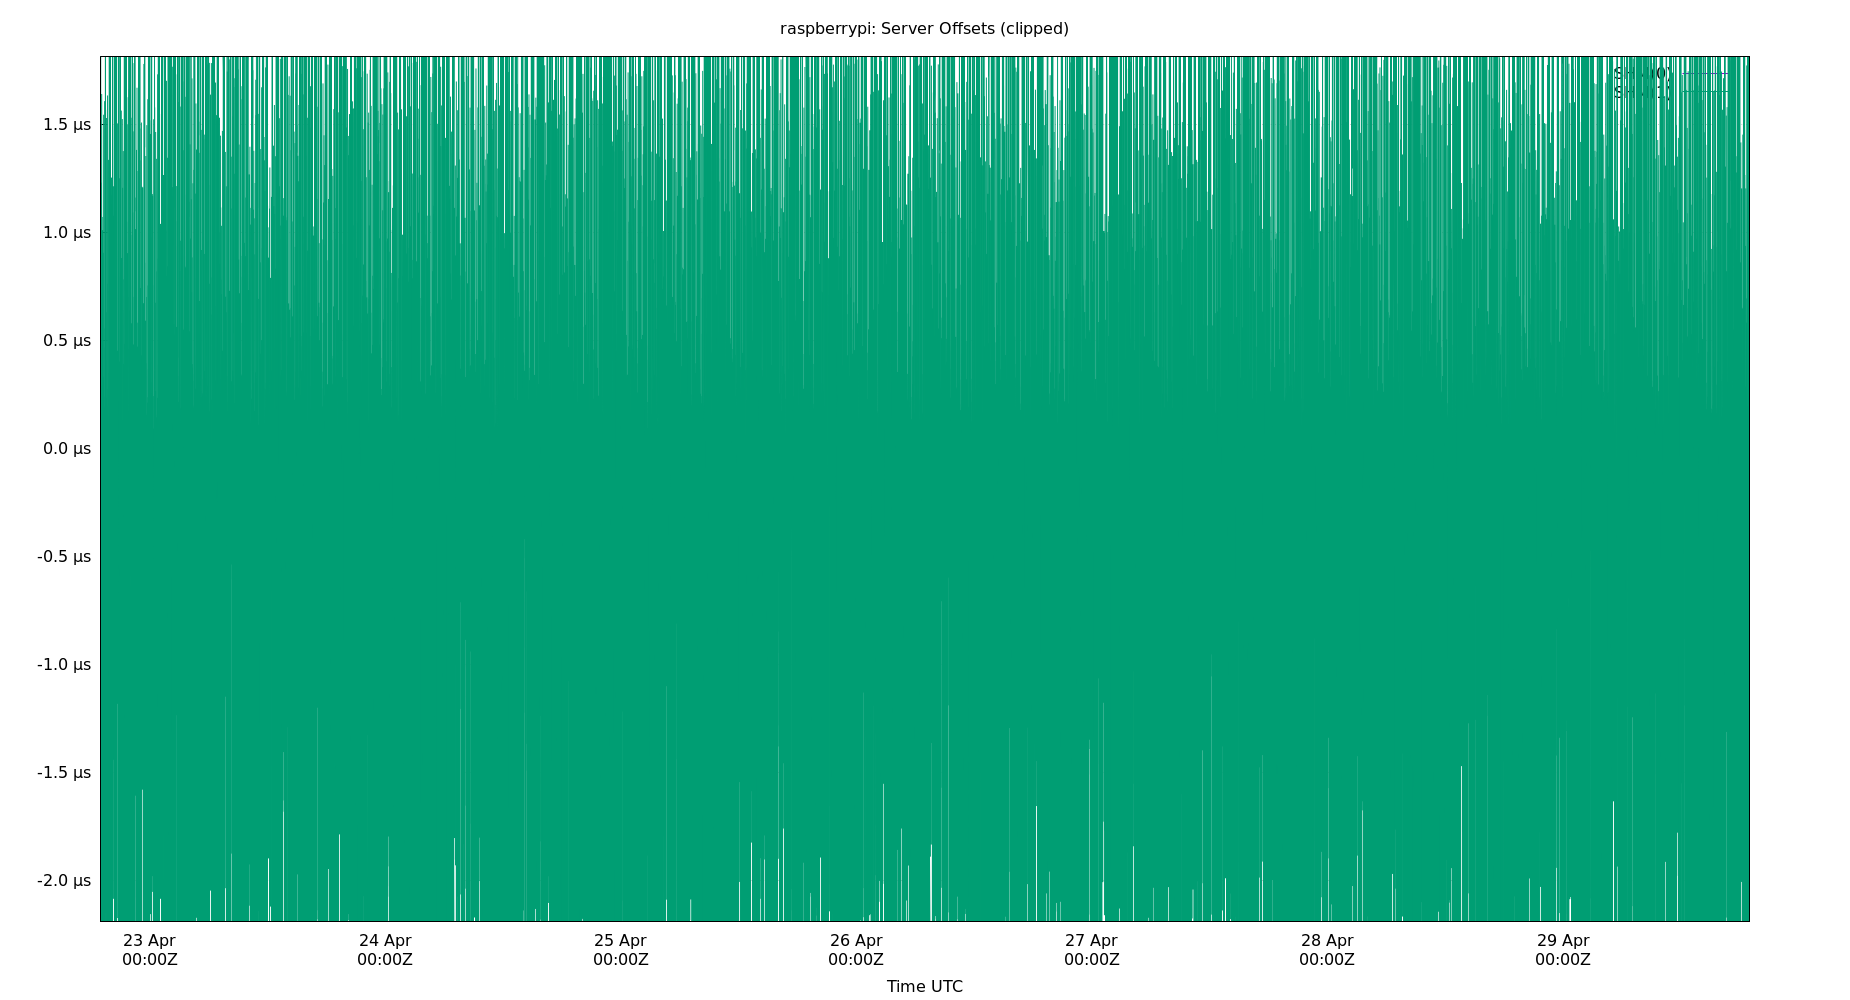 raspberrypi: Server Offsets (clipped)
1.5 µs
1.0 µs
0.5 µs
0.0 µs
-0.5 µs
-1.0 µs
-1.5 µs
-2.0 µs
23 Apr
00:00Z
24 Apr
00:00Z
25 Apr
00:00Z
26 Apr
00:00Z
27 Apr
00:00Z
28 Apr
00:00Z
29 Apr
00:00Z
Time UTC